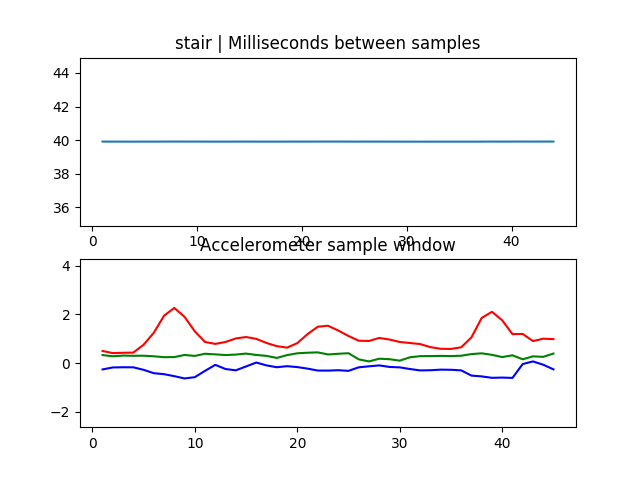 stair | Milliseconds between samples
44
42
40
38
36
0 10 20 30 40
Accelerometer sample window
4
2
0
−2
0 10 20 30 40